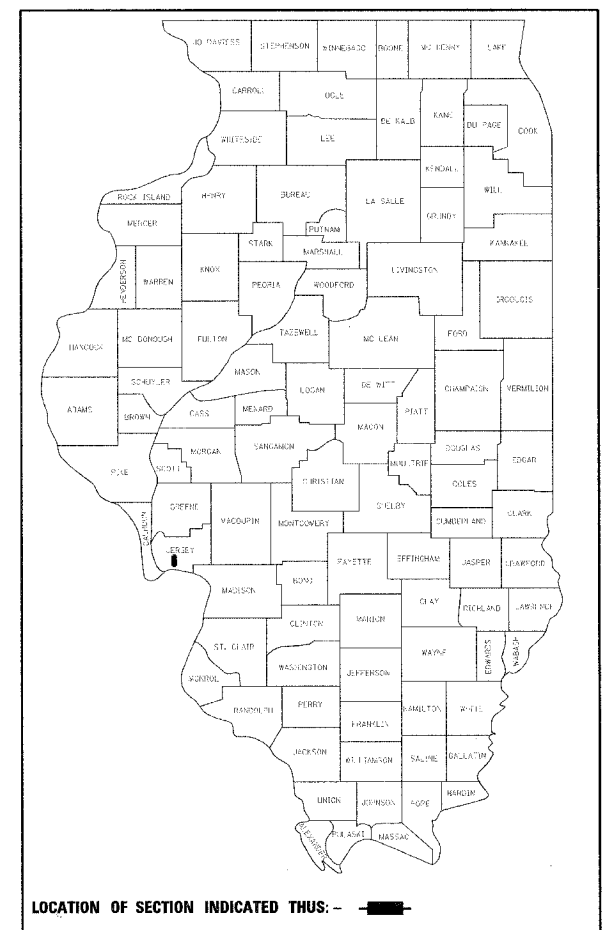 JO DAVIESS STEPHENSON WINNEBAGO BOONE MC HENRY LAKE
CARROLL OGLE DE KALB KANE DU PAGE COOK
WHITESIDE LEE
KENDALL WILL
ROCK ISLAND HENRY BUREAU LA SALLE GRUNDY
MERCER PUTNAM
STARK MARSHALL KANKAKEE
HENDERSON WARREN KNOX PEORIA WOODFORD LIVINGSTON
IROQUOIS
HANCOCK MC DONOUGH FULTON TAZEWELL MC LEAN FORD
MASON
SCHUYLER LOGAN DE WITT CHAMPAIGN VERMILION
ADAMS BROWN CASS MENARD PIATT
MACON
MORGAN SANGAMON DOUGLAS
PIKE SCOTT CHRISTIAN MOULTRIE COLES EDGAR
GREENE SHELBY
CALHOUN MACOUPIN MONTGOMERY CUMBERLAND CLARK
JERSEY FAYETTE EFFINGHAM JASPER CRAWFORD
MADISON BOND
CLAY RICHLAND LAWRENCE
CLINTON MARION
ST. CLAIR WAYNE EDWARDS WABASH
MONROE WASHINGTON JEFFERSON
RANDOLPH PERRY HAMILTON WHITE
FRANKLIN
JACKSON WILLIAMSON SALINE GALLATIN
UNION JOHNSON POPE HARDIN
ALEXANDER PULASKI MASSAC
LOCATION OF SECTION INDICATED THUS: -